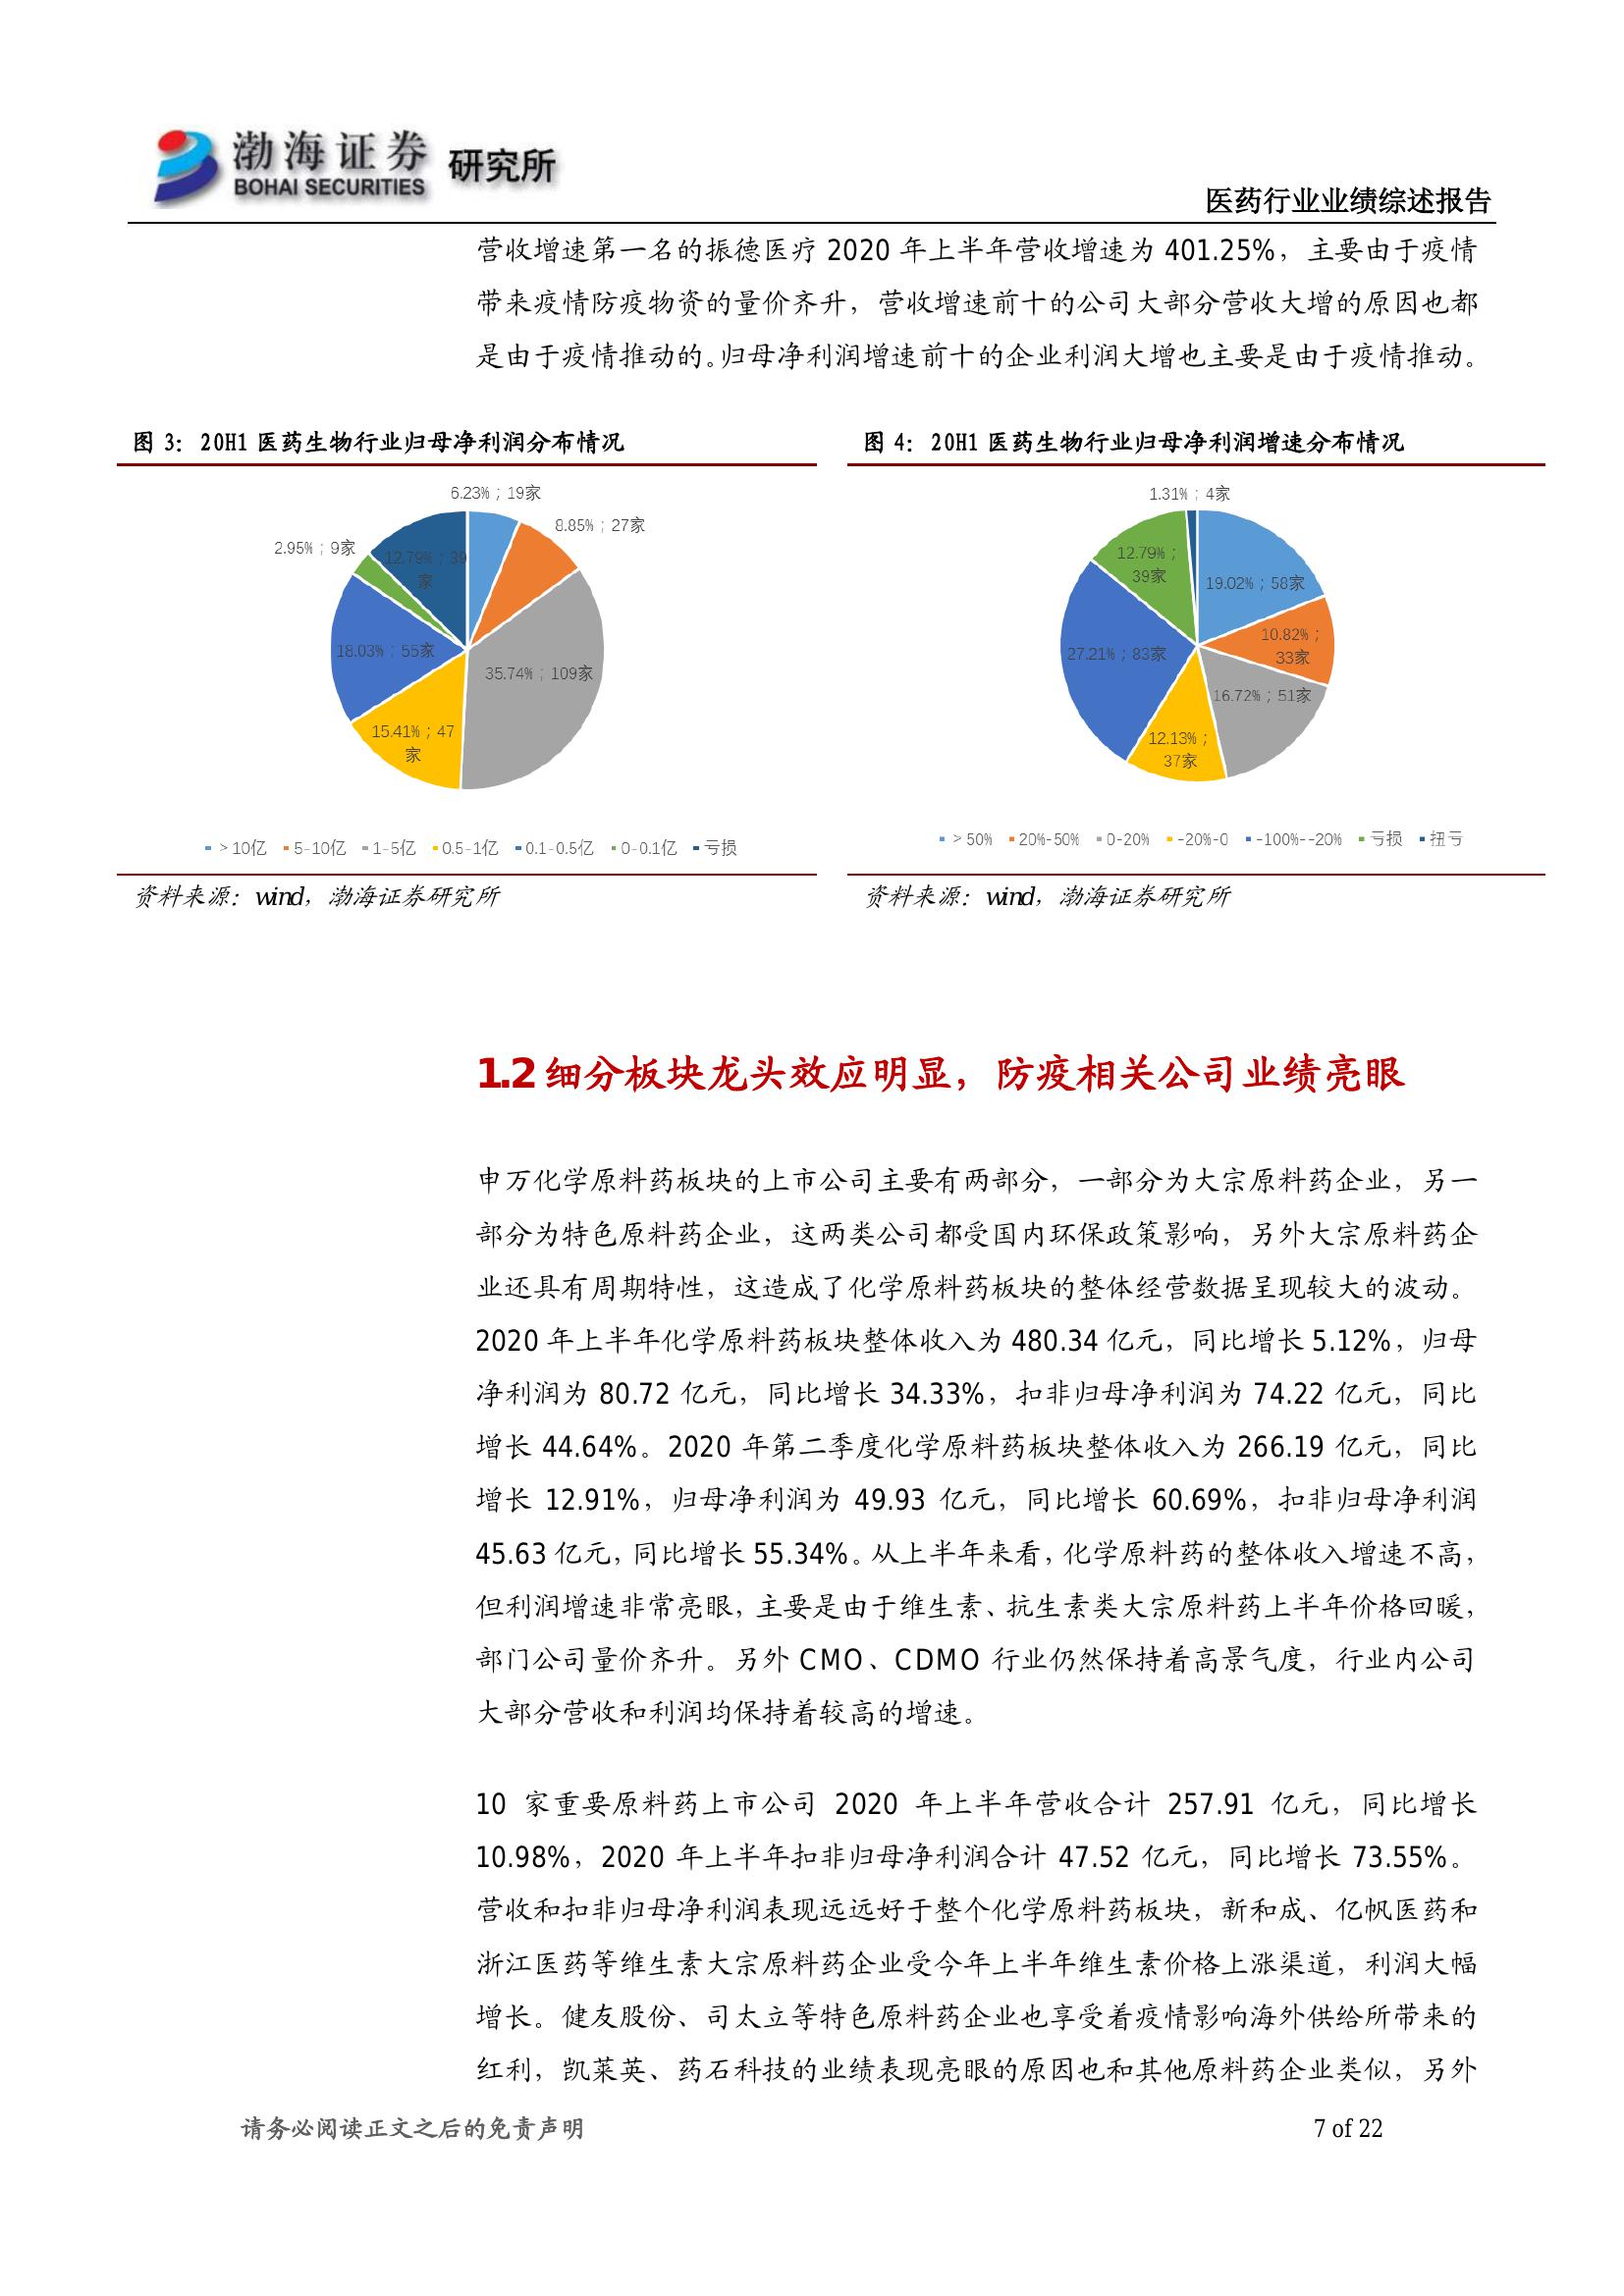 渤海证券
BOHAI SECURITIES
研究所
医药行业业绩综述报告
营收增速第一名的振德医疗 2020 年上半年营收增速为 401.25%，主要由于疫情
带来疫情防疫物资的量价齐升，营收增速前十的公司大部分营收大增的原因也都
是由于疫情推动的。归母净利润增速前十的企业利润大增也主要是由于疫情推动。
图 3：20H1 医药生物行业归母净利润分布情况
6.23%；19家
8.85%；27家
2.95%；9家
12.79%；39
家
18.03%；55家
35.74%；109家
15.41%；47
家
>10亿 5-10亿 1-5亿 0.5-1亿 0.1-0.5亿 0-0.1亿 亏损
资料来源：wind，渤海证券研究所
图 4：20H1 医药生物行业归母净利润增速分布情况
1.31%；4家
12.79%；
39家
19.02%；58家
10.82%；
33家
27.21%；83家
16.72%；51家
12.13%；
37家
>50% 20%-50% 0-20% -20%-0 -100%--20% 亏损 扭亏
资料来源：wind，渤海证券研究所
1.2 细分板块龙头效应明显，防疫相关公司业绩亮眼
申万化学原料药板块的上市公司主要有两部分，一部分为大宗原料药企业，另一
部分为特色原料药企业，这两类公司都受国内环保政策影响，另外大宗原料药企
业还具有周期特性，这造成了化学原料药板块的整体经营数据呈现较大的波动。
2020 年上半年化学原料药板块整体收入为 480.34 亿元，同比增长 5.12%，归母
净利润为 80.72 亿元，同比增长 34.33%，扣非归母净利润为 74.22 亿元，同比
增长 44.64%。2020 年第二季度化学原料药板块整体收入为 266.19 亿元，同比
增长 12.91%，归母净利润为 49.93 亿元，同比增长 60.69%，扣非归母净利润
45.63 亿元，同比增长 55.34%。从上半年来看，化学原料药的整体收入增速不高，
但利润增速非常亮眼，主要是由于维生素、抗生素类大宗原料药上半年价格回暖，
部门公司量价齐升。另外 CMO、CDMO 行业仍然保持着高景气度，行业内公司
大部分营收和利润均保持着较高的增速。
10 家重要原料药上市公司 2020 年上半年营收合计 257.91 亿元，同比增长
10.98%，2020 年上半年扣非归母净利润合计 47.52 亿元，同比增长 73.55%。
营收和扣非归母净利润表现远远好于整个化学原料药板块，新和成、亿帆医药和
浙江医药等维生素大宗原料药企业受今年上半年维生素价格上涨渠道，利润大幅
增长。健友股份、司太立等特色原料药企业也享受着疫情影响海外供给所带来的
红利，凯莱英、药石科技的业绩表现亮眼的原因也和其他原料药企业类似，另外
请务必阅读正文之后的免责声明
7 of 22